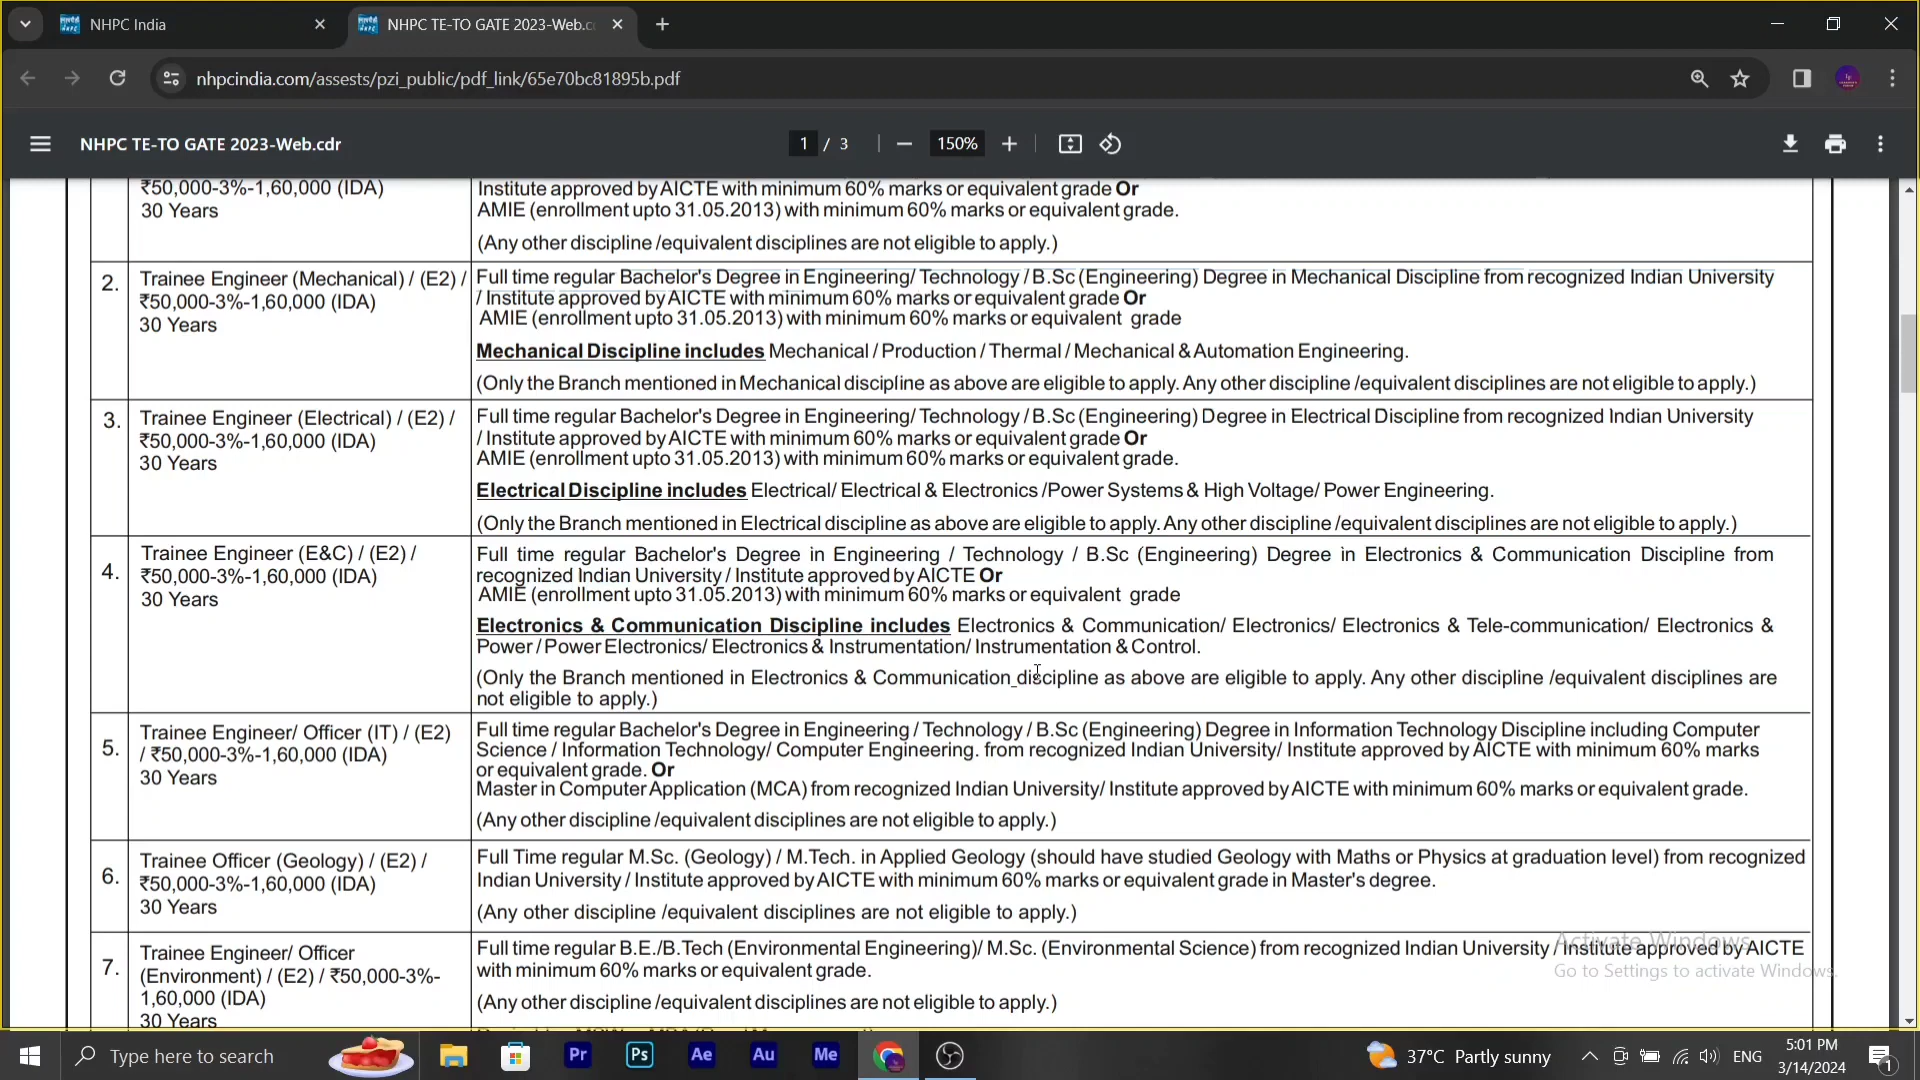 NHPC India
NHPC TE-TO GATE 2023-Web.c
nhpcindia.com/assests/pzi_public/pdf_link/65e70bc81895b.pdf
NHPC TE-TO GATE 2023-Web.cdr
1 / 3
150%
₹50,000-3%-1,60,000 (IDA)
30 Years
Institute approved by AICTE with minimum 60% marks or equivalent grade Or
AMIE (enrollment upto 31.05.2013) with minimum 60% marks or equivalent grade.
(Any other discipline /equivalent disciplines are not eligible to apply.)
2.
Trainee Engineer (Mechanical) / (E2) /
₹50,000-3%-1,60,000 (IDA)
30 Years
Full time regular Bachelor's Degree in Engineering/ Technology / B.Sc (Engineering) Degree in Mechanical Discipline from recognized Indian University
/ Institute approved by AICTE with minimum 60% marks or equivalent grade Or
AMIE (enrollment upto 31.05.2013) with minimum 60% marks or equivalent grade
Mechanical Discipline includes Mechanical / Production / Thermal / Mechanical & Automation Engineering.
(Only the Branch mentioned in Mechanical discipline as above are eligible to apply. Any other discipline /equivalent disciplines are not eligible to apply.)
3.
Trainee Engineer (Electrical) / (E2) /
₹50,000-3%-1,60,000 (IDA)
30 Years
Full time regular Bachelor's Degree in Engineering/ Technology / B.Sc (Engineering) Degree in Electrical Discipline from recognized Indian University
/ Institute approved by AICTE with minimum 60% marks or equivalent grade Or
AMIE (enrollment upto 31.05.2013) with minimum 60% marks or equivalent grade.
Electrical Discipline includes Electrical/ Electrical & Electronics /Power Systems & High Voltage/ Power Engineering.
(Only the Branch mentioned in Electrical discipline as above are eligible to apply. Any other discipline /equivalent disciplines are not eligible to apply.)
4.
Trainee Engineer (E&C) / (E2) /
₹50,000-3%-1,60,000 (IDA)
30 Years
Full time regular Bachelor's Degree in Engineering / Technology / B.Sc (Engineering) Degree in Electronics & Communication Discipline from
recognized Indian University / Institute approved by AICTE Or
AMIE (enrollment upto 31.05.2013) with minimum 60% marks or equivalent grade
Electronics & Communication Discipline includes Electronics & Communication/ Electronics/ Electronics & Tele-communication/ Electronics &
Power / Power Electronics/ Electronics & Instrumentation/ Instrumentation & Control.
(Only the Branch mentioned in Electronics & Communication discipline as above are eligible to apply. Any other discipline /equivalent disciplines are
not eligible to apply.)
5.
Trainee Engineer/ Officer (IT) / (E2)
/ ₹50,000-3%-1,60,000 (IDA)
30 Years
Full time regular Bachelor's Degree in Engineering / Technology / B.Sc (Engineering) Degree in Information Technology Discipline including Computer
Science / Information Technology/ Computer Engineering. from recognized Indian University/ Institute approved by AICTE with minimum 60% marks
or equivalent grade. Or
Master in Computer Application (MCA) from recognized Indian University/ Institute approved by AICTE with minimum 60% marks or equivalent grade.
(Any other discipline /equivalent disciplines are not eligible to apply.)
6.
Trainee Officer (Geology) / (E2) /
₹50,000-3%-1,60,000 (IDA)
30 Years
Full Time regular M.Sc. (Geology) / M.Tech. in Applied Geology (should have studied Geology with Maths or Physics at graduation level) from recognized
Indian University / Institute approved by AICTE with minimum 60% marks or equivalent grade in Master's degree.
(Any other discipline /equivalent disciplines are not eligible to apply.)
7.
Trainee Engineer/ Officer
(Environment) / (E2) / ₹50,000-3%-
1,60,000 (IDA)
30 Years
Full time regular B.E./B.Tech (Environmental Engineering)/ M.Sc. (Environmental Science) from recognized Indian University / Institute approved by AICTE
with minimum 60% marks or equivalent grade.
(Any other discipline /equivalent disciplines are not eligible to apply.)
Activate Windows
Go to Settings to activate Windows.
Type here to search
Pr
Ps
Ae
Au
Me
37°C Partly sunny
ENG
5:01 PM
3/14/2024
1